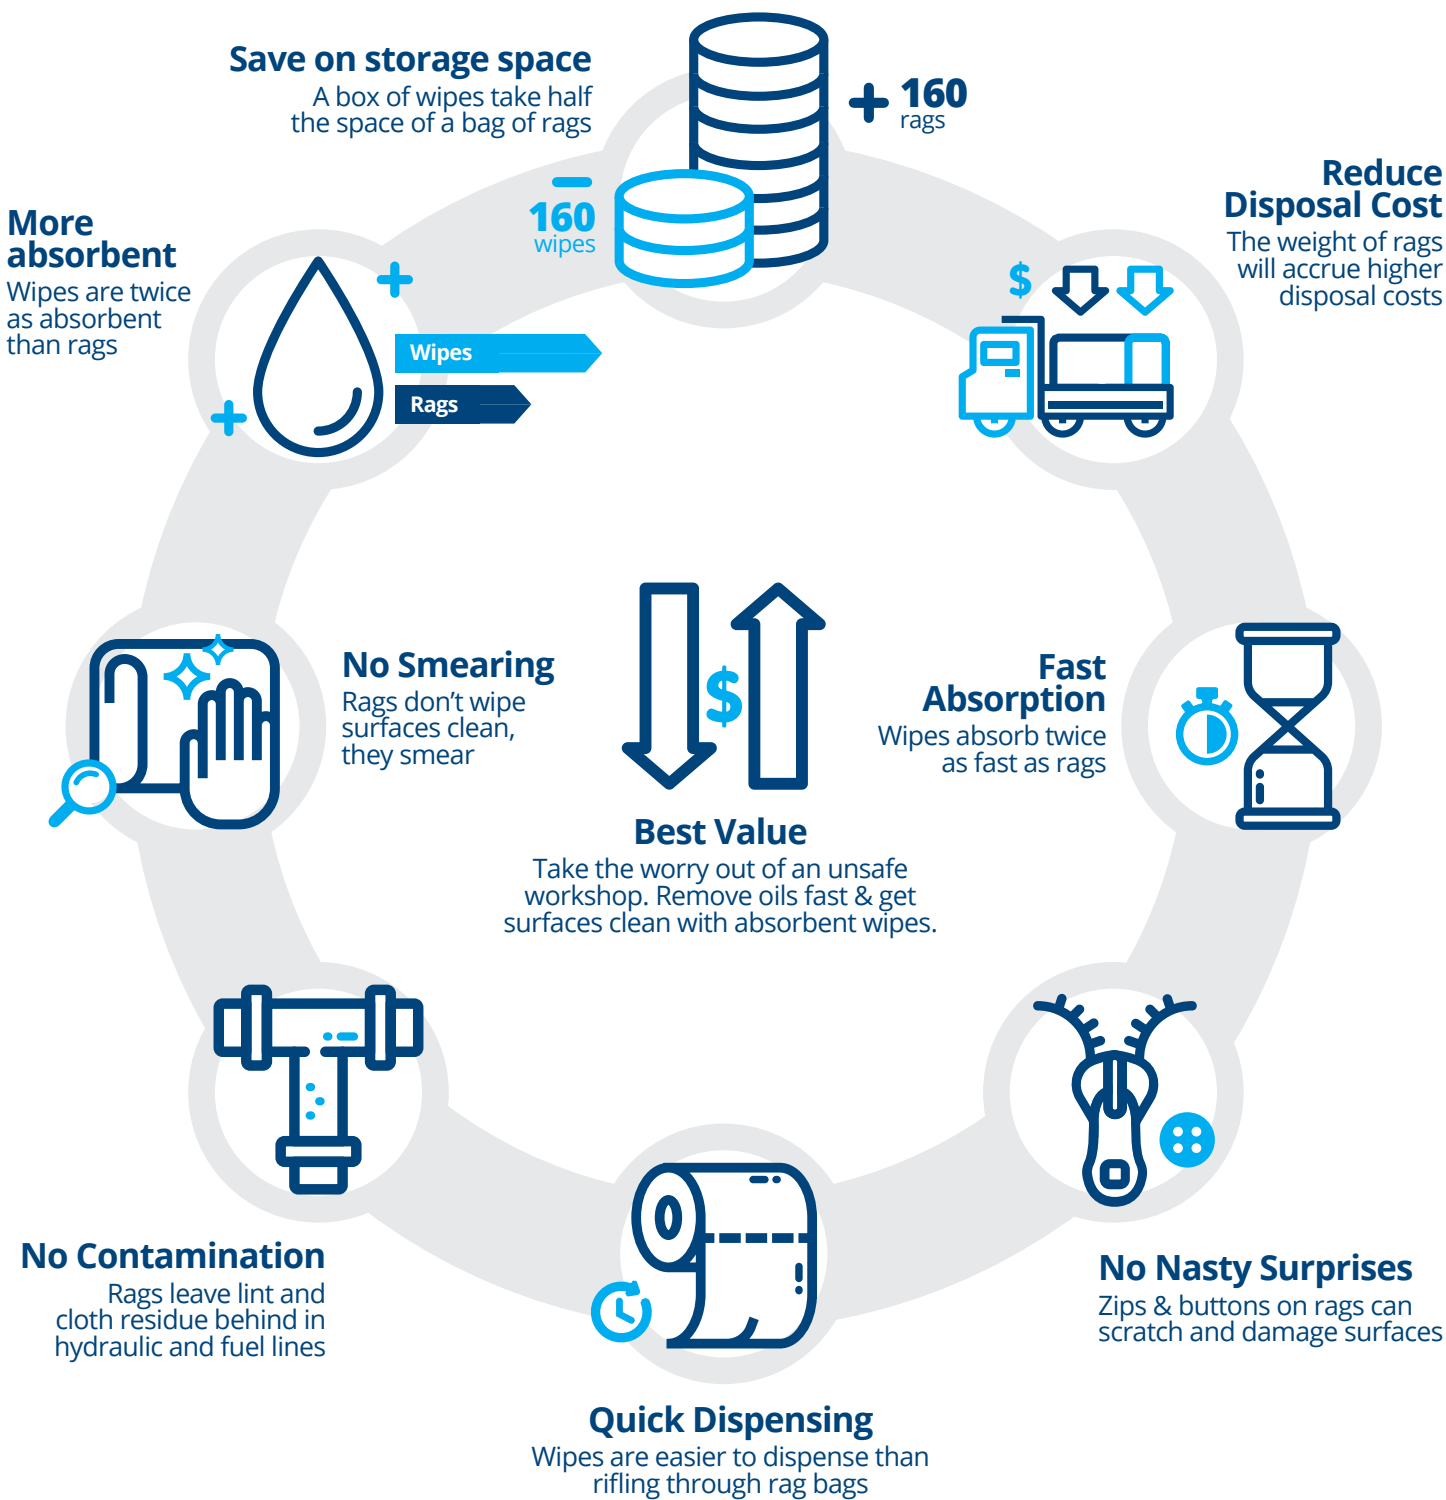 Save on storage space
A box of wipes take half
the space of a bag of rags
+ 160
rags
− 160
wipes
Reduce
Disposal Cost
The weight of rags
will accrue higher
disposal costs
$
More
absorbent
Wipes are twice
as absorbent
than rags
Wipes
Rags
No Smearing
Rags don’t wipe
surfaces clean,
they smear
$
Best Value
Take the worry out of an unsafe
workshop. Remove oils fast & get
surfaces clean with absorbent wipes.
Fast
Absorption
Wipes absorb twice
as fast as rags
No Contamination
Rags leave lint and
cloth residue behind in
hydraulic and fuel lines
No Nasty Surprises
Zips & buttons on rags can
scratch and damage surfaces
Quick Dispensing
Wipes are easier to dispense than
rifling through rag bags